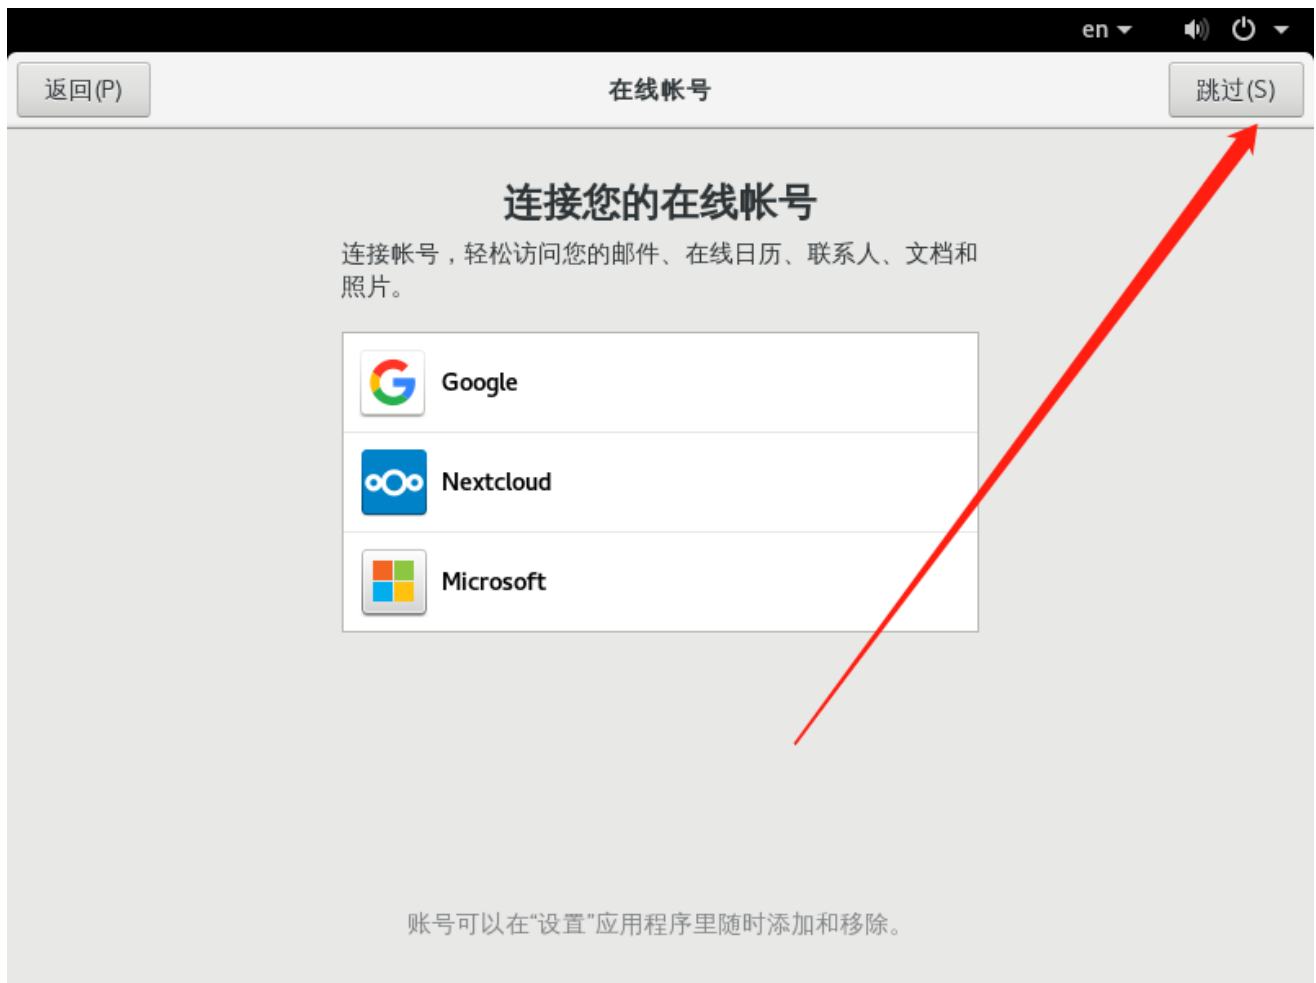 en
返回(P)
在线帐号
跳过(S)
连接您的在线帐号
连接帐号，轻松访问您的邮件、在线日历、联系人、文档和
照片。
Google
Nextcloud
Microsoft
账号可以在“设置”应用程序里随时添加和移除。